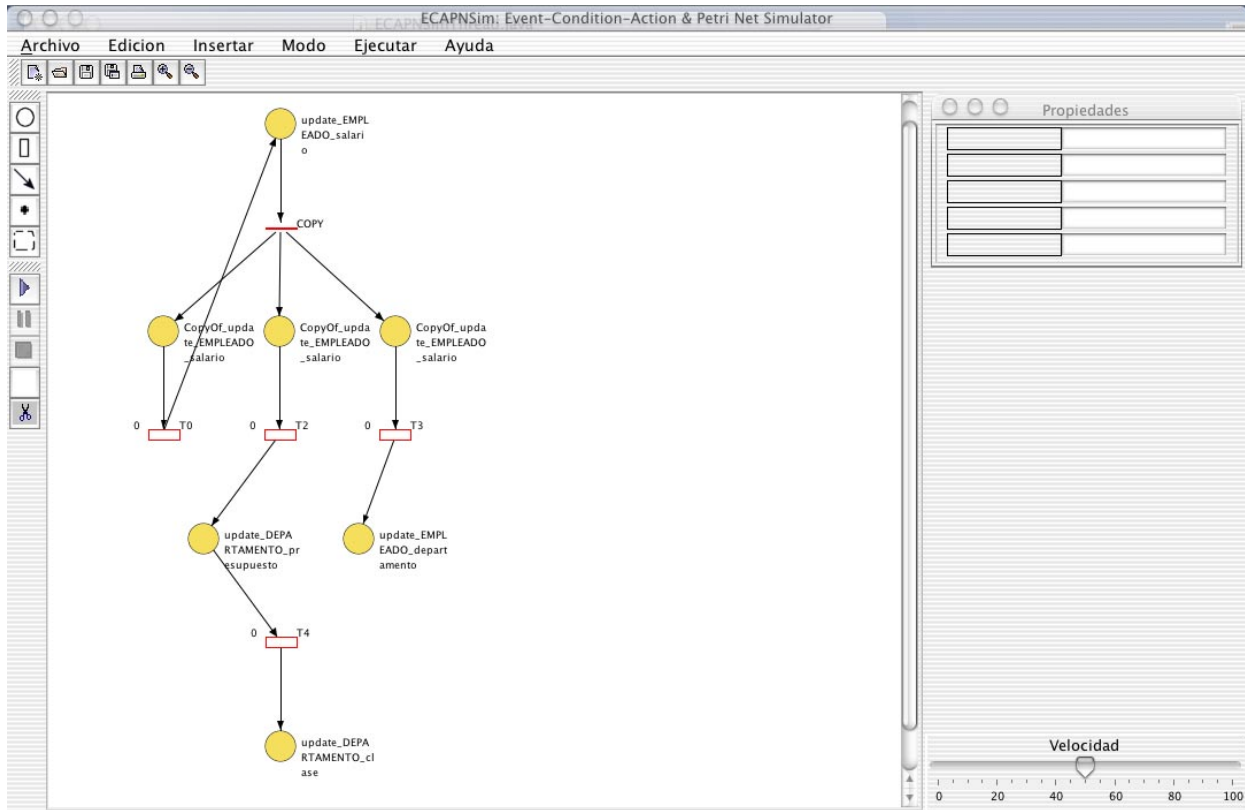 ECAPNSim: Event-Condition-Action & Petri Net Simulator
Archivo Edicion Insertar Modo Ejecutar Ayuda
Propiedades
update_EMPL
EADO_salari
o
COPY
CopyOf_upda
te_EMPLEADO
_salario
CopyOf_upda
te_EMPLEADO
_salario
CopyOf_upda
te_EMPLEADO
_salario
0 T0
0 T2
0 T3
update_DEPA
RTAMENTO_pr
esupuesto
update_EMPL
EADO_depart
amento
0 T4
update_DEPA
RTAMENTO_cl
ase
Velocidad
0 20 40 60 80 100